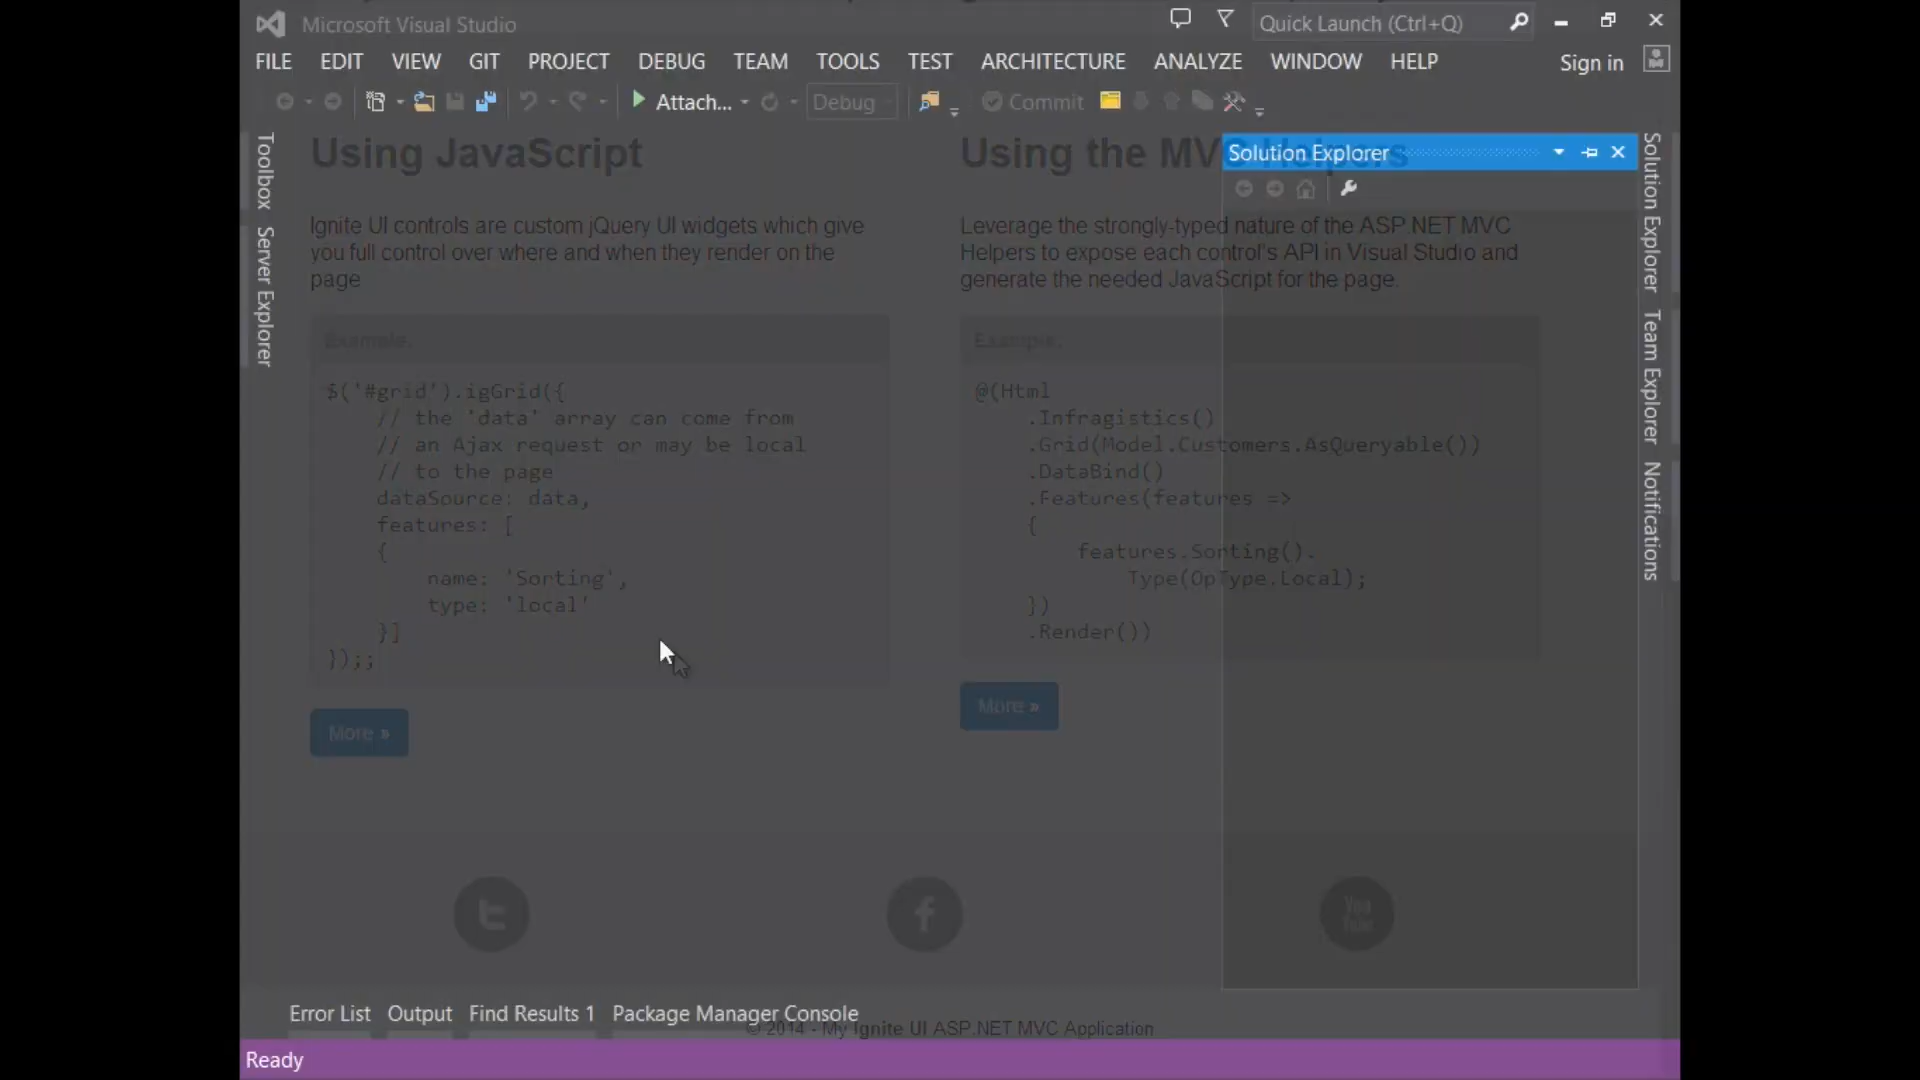 Microsoft Visual Studio
Quick Launch (Ctrl+Q)
FILE EDIT VIEW GIT PROJECT DEBUG TEAM TOOLS TEST ARCHITECTURE ANALYZE WINDOW HELP
Sign in
Attach...
Debug
Commit
Toolbox
Server Explorer
Using JavaScript
Ignite UI controls are custom jQuery UI widgets which give
you full control over where and when they render on the
page
Example:
$('#grid').igGrid({
// the 'data' array can come from
// an Ajax request or may be local
// to the page
dataSource: data,
features: [
{
name: 'Sorting',
type: 'local'
}]
});;
More »
Using the MVC Helpers
Leverage the strongly-typed nature of the ASP.NET MVC
Helpers to expose each control's API in Visual Studio and
generate the needed JavaScript for the page.
Example:
@(Html
.Infragistics()
.Grid(Model.Customers.AsQueryable())
.DataBind()
.Features(features =>
{
features.Sorting().
Type(OpType.Local);
})
.Render())
More »
Solution Explorer
Solution Explorer
Team Explorer
Notifications
You
Tube
Error List Output Find Results 1 Package Manager Console
© 2014 - My Ignite UI ASP.NET MVC Application
Ready